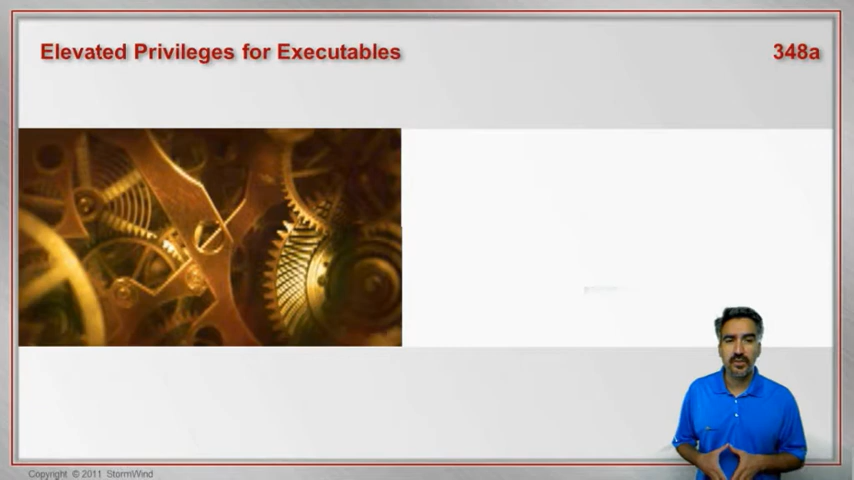 Elevated Privileges for Executables
348a
Copyright © 2011 StormWind